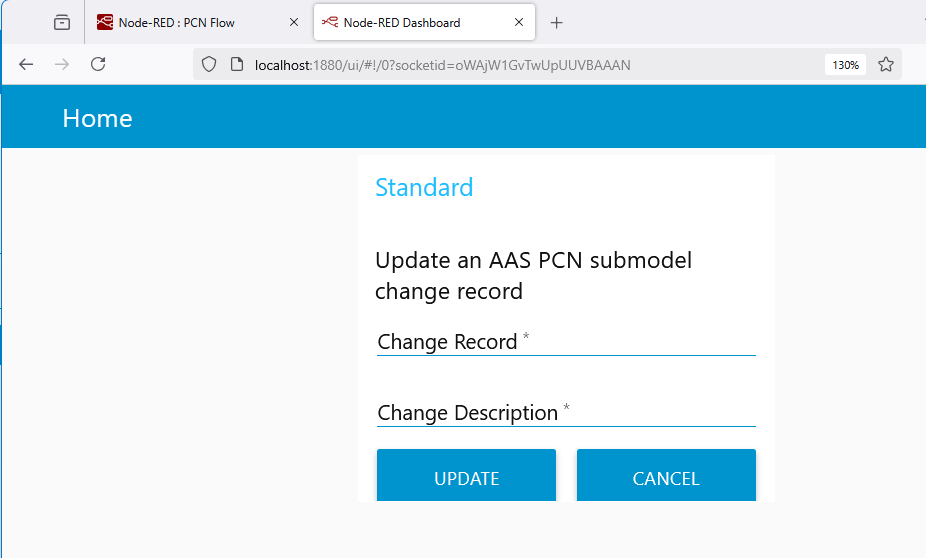 Node-RED : PCN Flow
Node-RED Dashboard
localhost:1880/ui/#!/0?socketid=oWAjW1GvTwUpUUVBAAAN
130%
Home
Standard
Update an AAS PCN submodel
change record
Change Record *
Change Description *
UPDATE
CANCEL